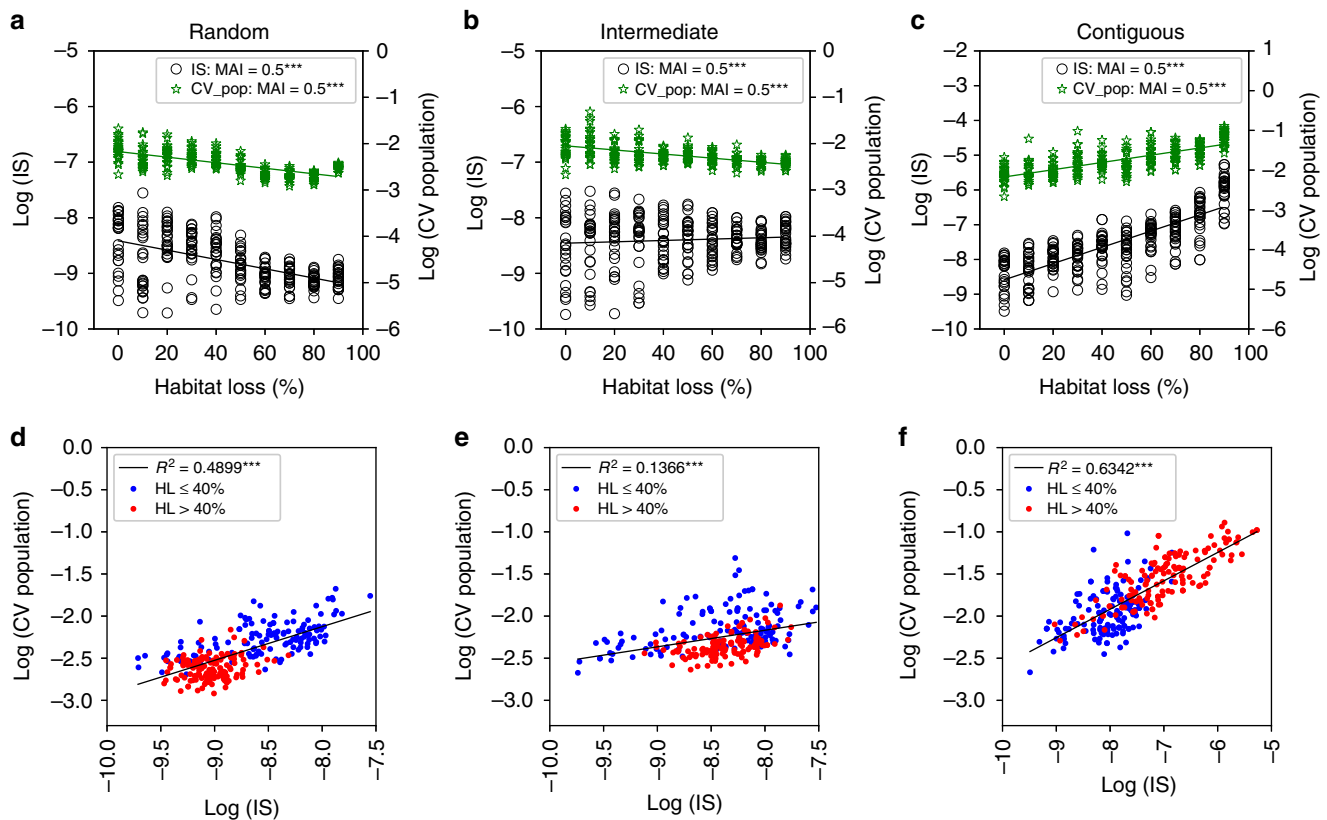 a
Random
−5
−6
−7
−8
−9
−10
0
−1
−2
−3
−4
−5
−6
IS: MAI = 0.5***
CV_pop: MAI = 0.5***
0
20
40
60
80
100
Log (IS)
Log (CV population)
Habitat loss (%)
b
Intermediate
−5
−6
−7
−8
−9
−10
0
−1
−2
−3
−4
−5
−6
IS: MAI = 0.5***
CV_pop: MAI = 0.5***
0
20
40
60
80
100
Log (IS)
Log (CV population)
Habitat loss (%)
c
Contiguous
−2
−3
−4
−5
−6
−7
−8
−9
−10
1
0
−1
−2
−3
−4
−5
−6
IS: MAI = 0.5***
CV_pop: MAI = 0.5***
0
20
40
60
80
100
Log (IS)
Log (CV population)
Habitat loss (%)
d
0.0
−0.5
−1.0
−1.5
−2.0
−2.5
−3.0
R² = 0.4899***
HL ≤ 40%
HL > 40%
Log (CV population)
−10.0
−9.5
−9.0
−8.5
−8.0
−7.5
Log (IS)
e
0.0
−0.5
−1.0
−1.5
−2.0
−2.5
−3.0
R² = 0.1366***
HL ≤ 40%
HL > 40%
Log (CV population)
−10.0
−9.5
−9.0
−8.5
−8.0
−7.5
Log (IS)
f
0.0
−0.5
−1.0
−1.5
−2.0
−2.5
−3.0
R² = 0.6342***
HL ≤ 40%
HL > 40%
Log (CV population)
−10
−9
−8
−7
−6
−5
Log (IS)